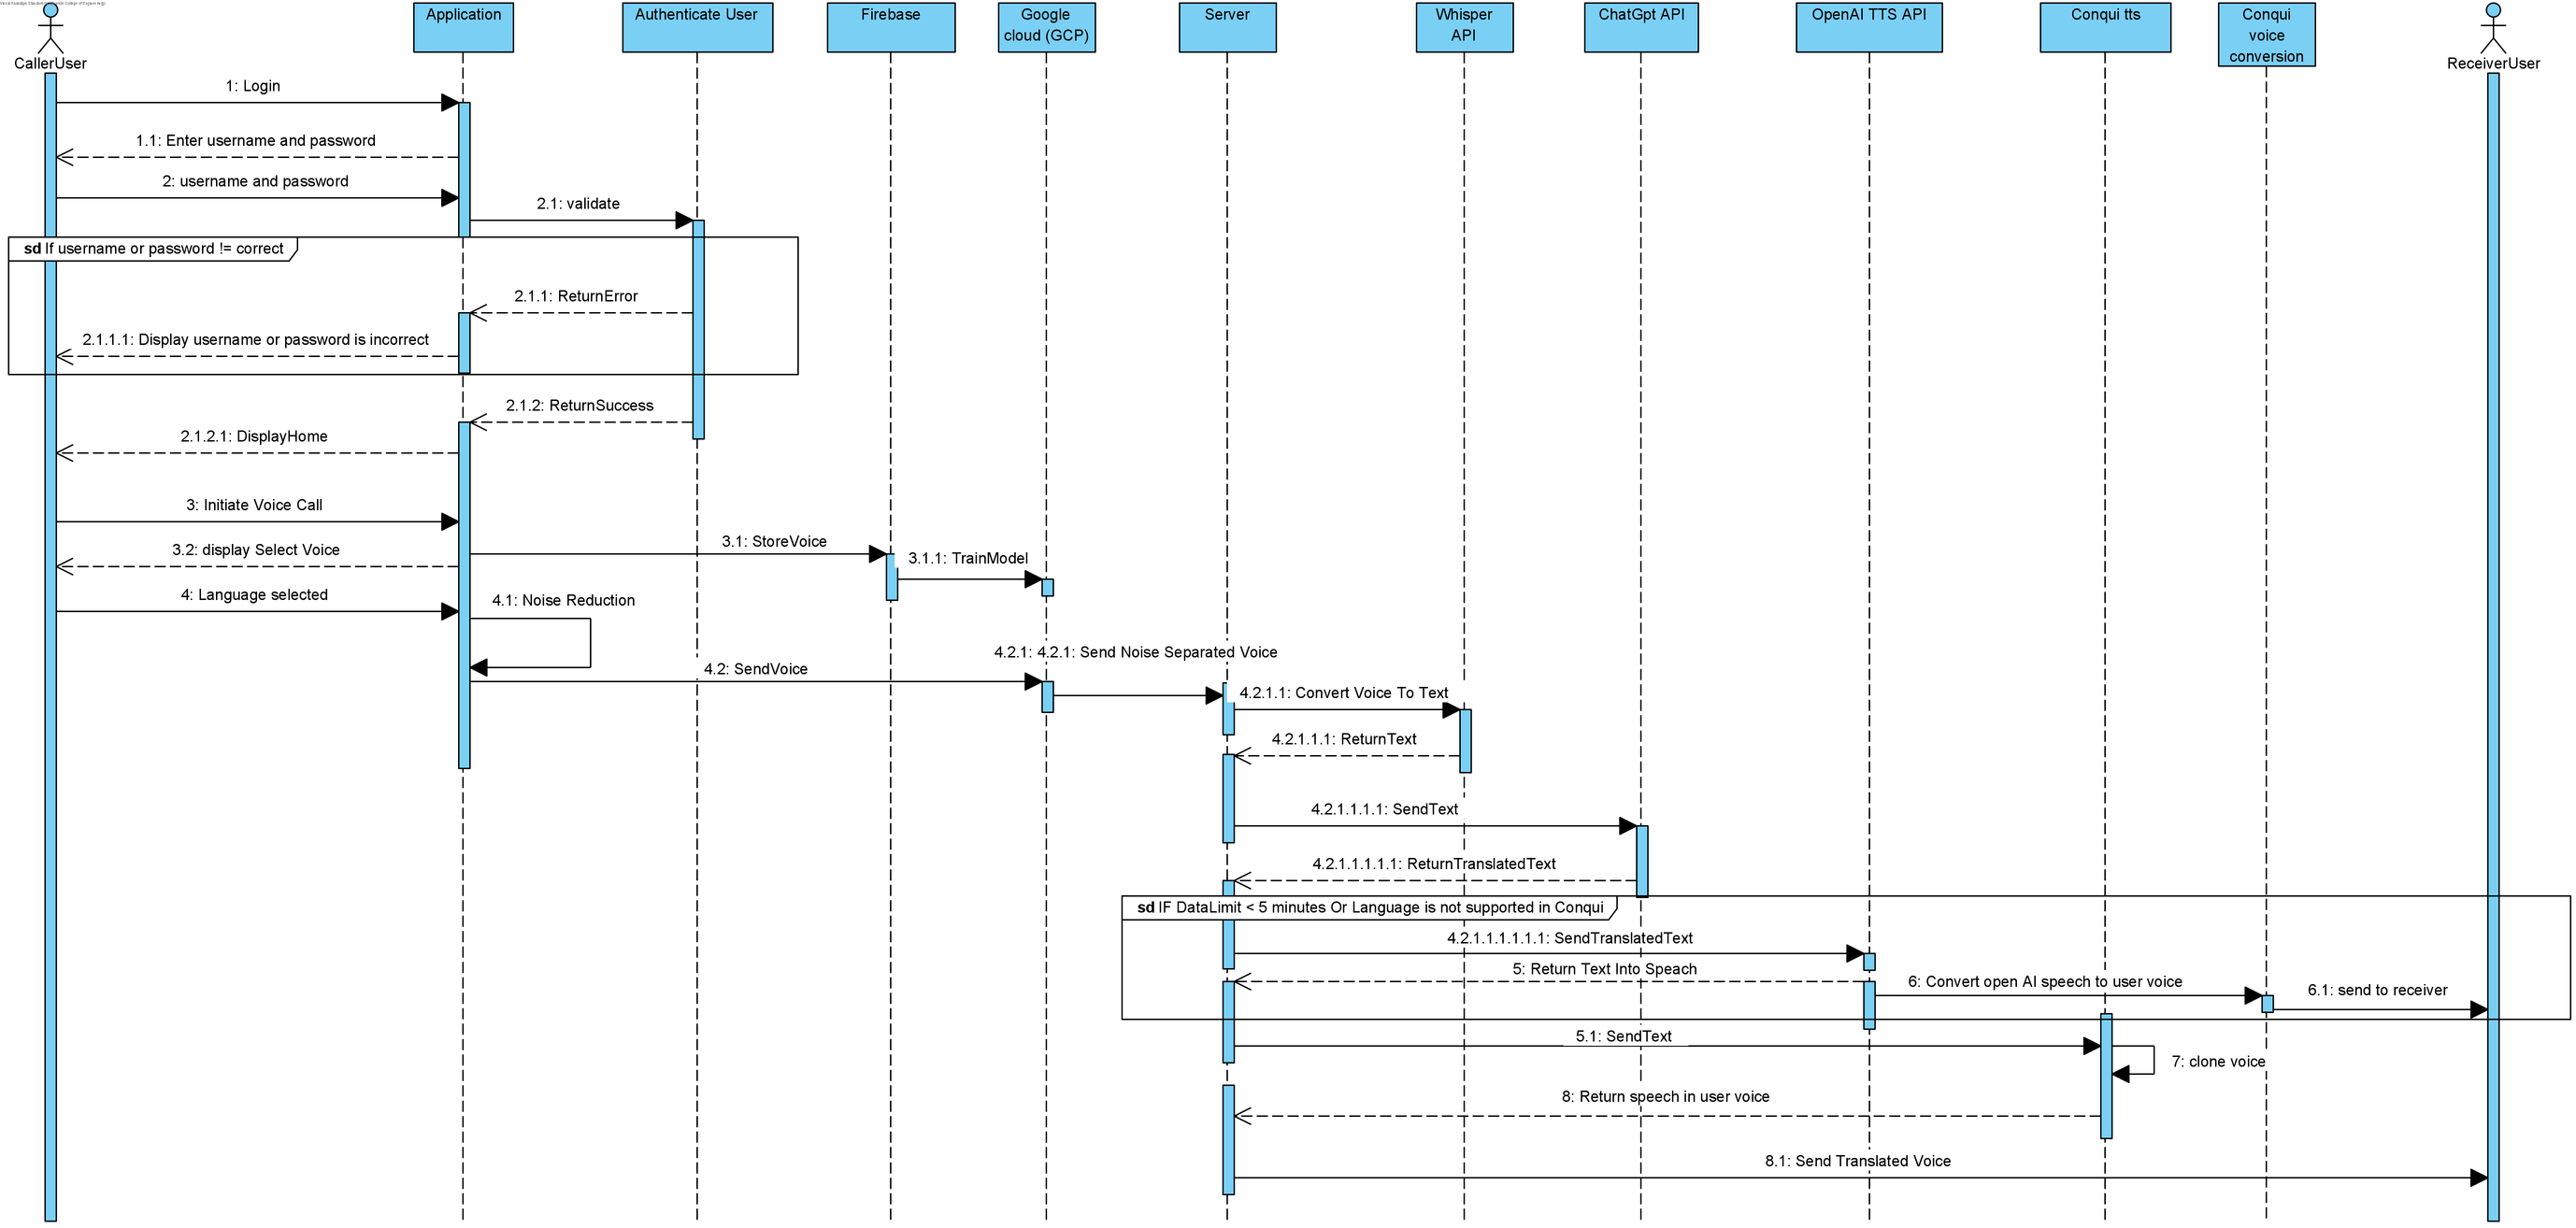 CallerUser
Application
Authenticate User
Firebase
Google
cloud (GCP)
Server
Whisper
API
ChatGpt API
OpenAI TTS API
Conqui tts
Conqui
voice
conversion
ReceiverUser
1: Login
1.1: Enter username and password
2: username and password
2.1: validate
sd If username or password != correct
2.1.1: ReturnError
2.1.1.1: Display username or password is incorrect
2.1.2: ReturnSuccess
2.1.2.1: DisplayHome
3: Initiate Voice Call
3.1: StoreVoice
3.2: display Select Voice
3.1.1: TrainModel
4: Language selected
4.1: Noise Reduction
4.2.1: 4.2.1: Send Noise Separated Voice
4.2: SendVoice
4.2.1.1: Convert Voice To Text
4.2.1.1.1: ReturnText
4.2.1.1.1.1: SendText
4.2.1.1.1.1.1: ReturnTranslatedText
sd IF DataLimit < 5 minutes Or Language is not supported in Conqui
4.2.1.1.1.1.1.1: SendTranslatedText
5: Return Text Into Speach
6: Convert open AI speech to user voice
6.1: send to receiver
5.1: SendText
7: clone voice
8: Return speech in user voice
8.1: Send Translated Voice